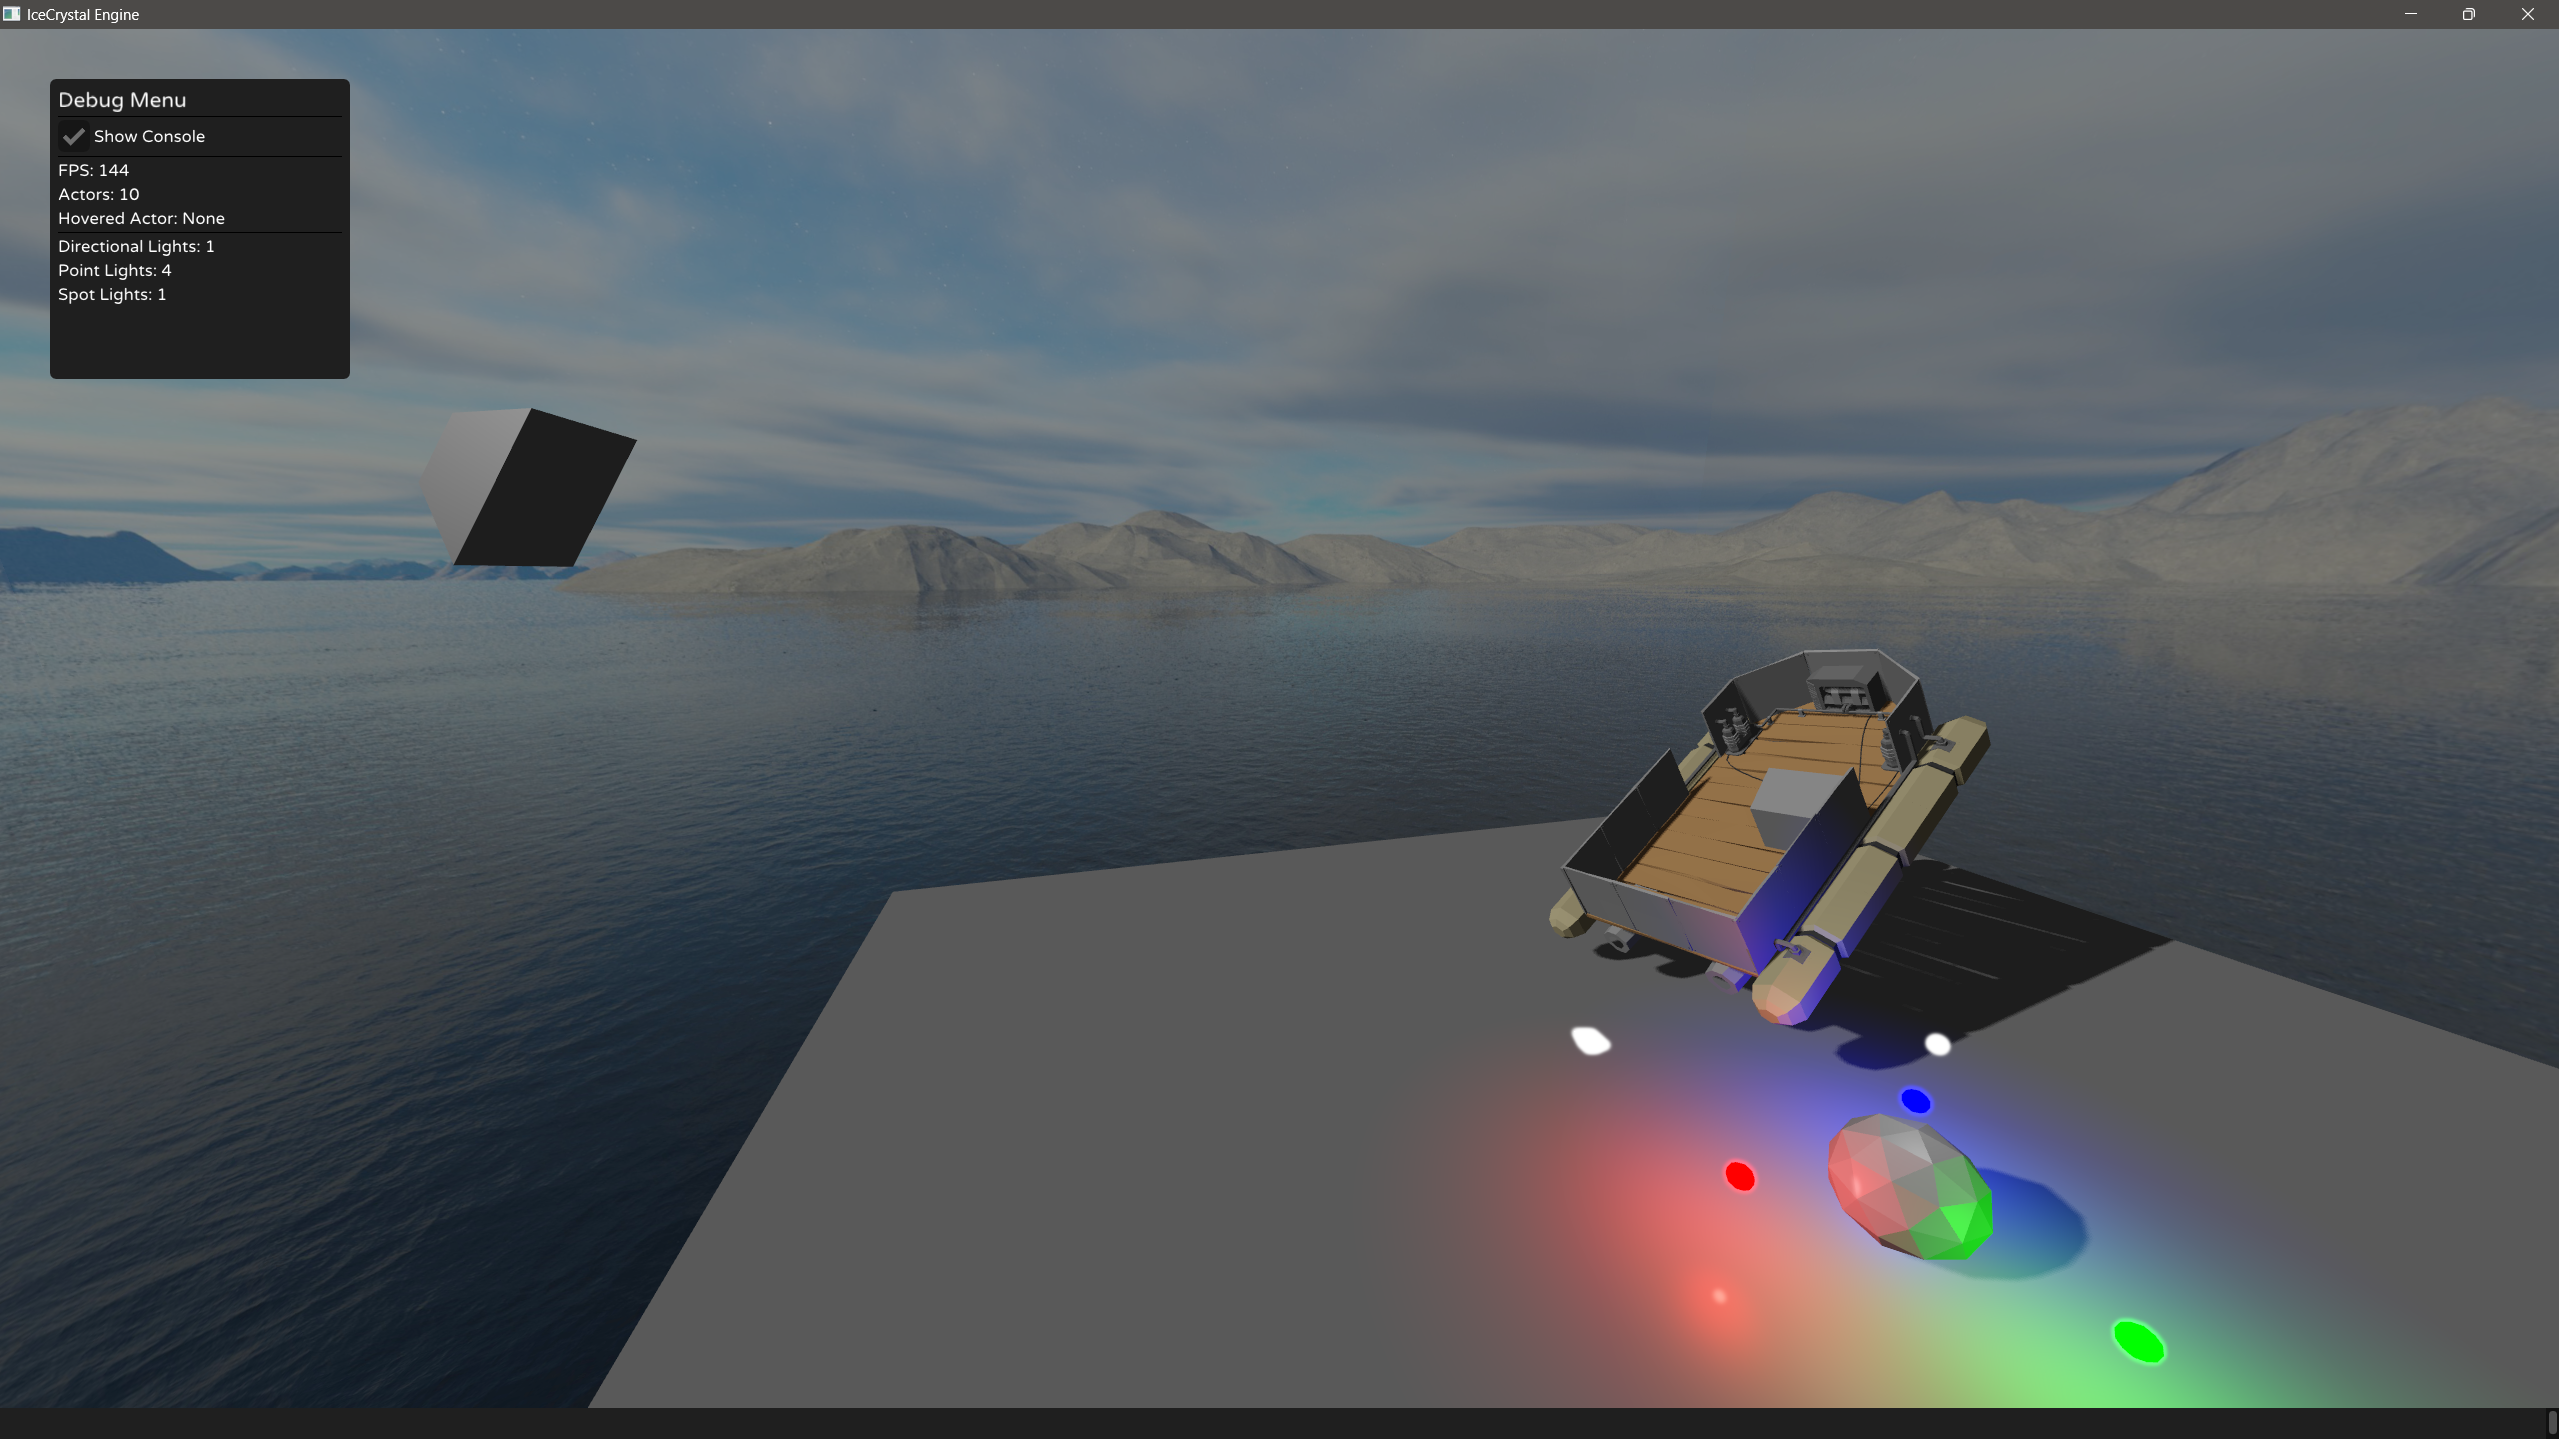 IceCrystal Engine
Debug Menu
Show Console
FPS: 144
Actors: 10
Hovered Actor: None
Directional Lights: 1
Point Lights: 4
Spot Lights: 1